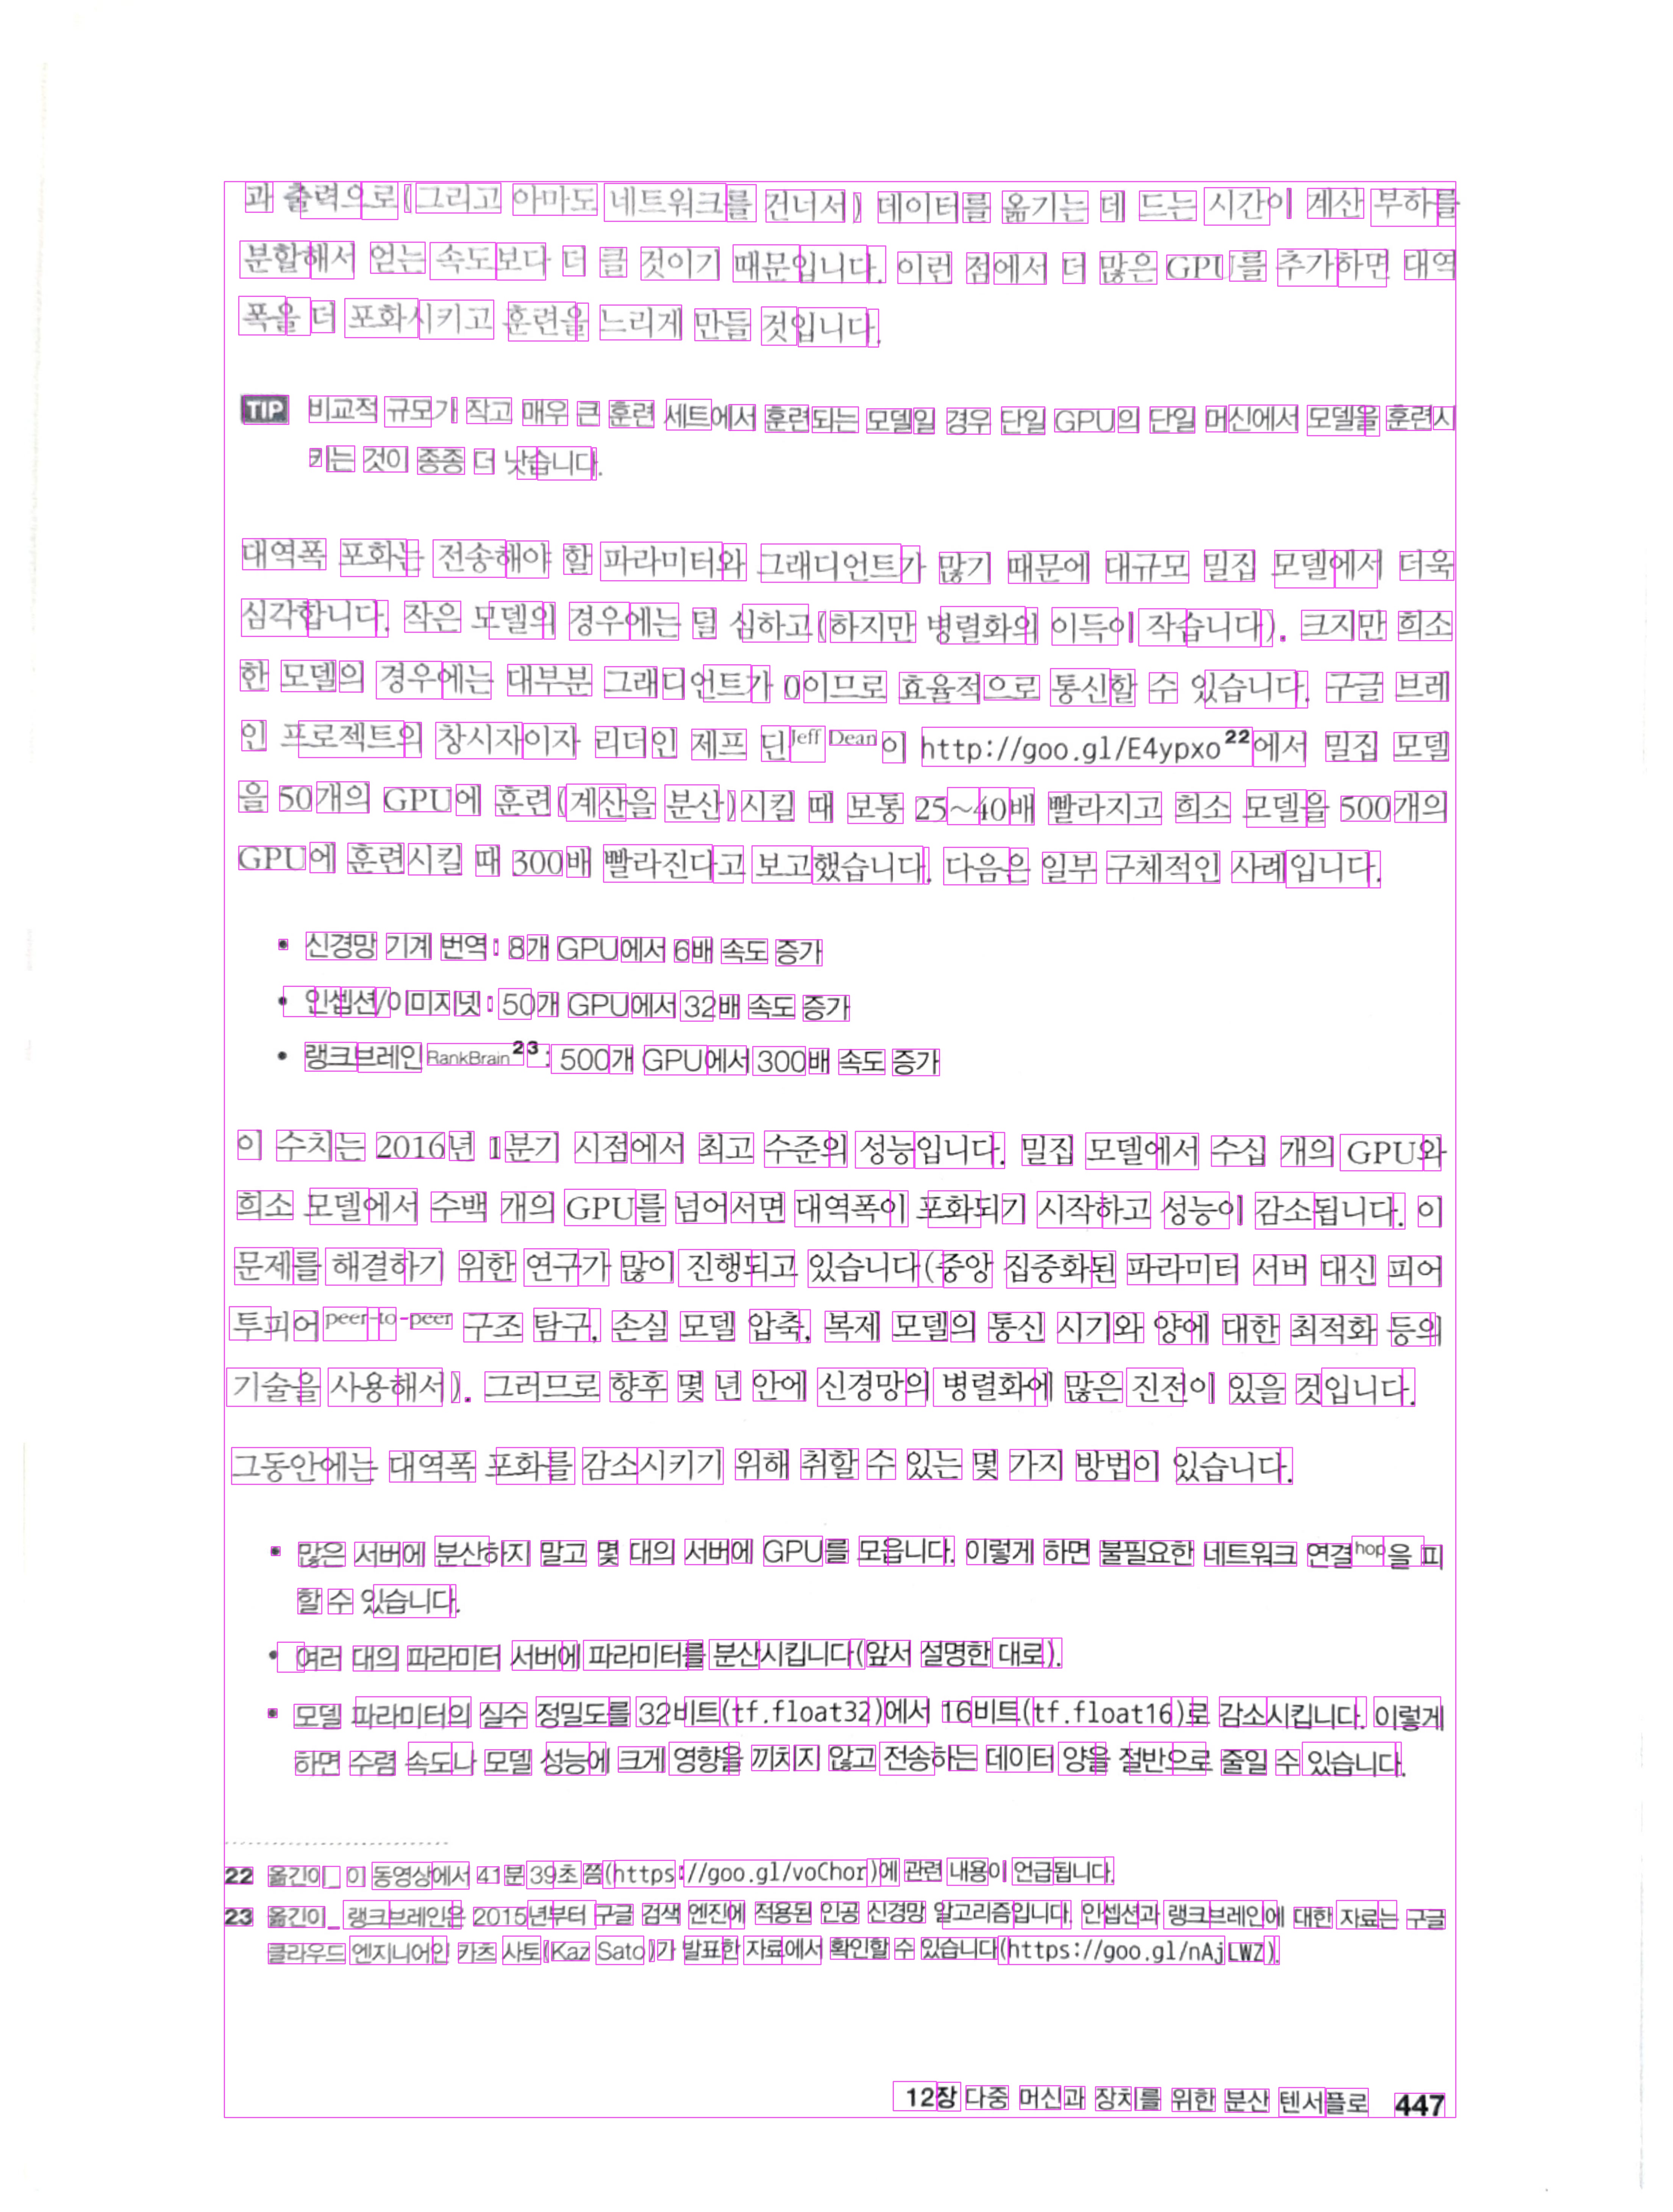 과 출력으로(그리고 아마도 네트워크를 건너서) 데이터를 옮기는 데 드는 시간이 계산 부하를
분할해서 얻는 속도보다 더 클 것이기 때문입니다. 이런 점에서 더 많은 GPU를 추가하면 대역
폭을 더 포화시키고 훈련을 느리게 만들 것입니다.
TIP 비교적 규모가 작고 매우 큰 훈련 세트에서 훈련되는 모델일 경우 단일 GPU의 단일 머신에서 모델을 훈련시
키는 것이 종종 더 낫습니다.
대역폭 포화는 전송해야 할 파라미터와 그래디언트가 많기 때문에 대규모 밀집 모델에서 더욱
심각합니다. 작은 모델의 경우에는 덜 심하고(하지만 병렬화의 이득이 작습니다). 크지만 희소
한 모델의 경우에는 대부분 그래디언트가 0이므로 효율적으로 통신할 수 있습니다. 구글 브레
인 프로젝트의 창시자이자 리더인 제프 딘Jeff Dean이 http://goo.gl/E4ypxo22에서 밀집 모델
을 50개의 GPU에 훈련(계산을 분산)시킬 때 보통 25~40배 빨라지고 희소 모델을 500개의
GPU에 훈련시킬 때 300배 빨라진다고 보고했습니다. 다음은 일부 구체적인 사례입니다.
• 신경망 기계 번역: 8개 GPU에서 6배 속도 증가
• 인셉션/이미지넷: 50개 GPU에서 32배 속도 증가
• 랭크브레인RankBrain23: 500개 GPU에서 300배 속도 증가
이 수치는 2016년 1분기 시점에서 최고 수준의 성능입니다. 밀집 모델에서 수십 개의 GPU와
희소 모델에서 수백 개의 GPU를 넘어서면 대역폭이 포화되기 시작하고 성능이 감소됩니다. 이
문제를 해결하기 위한 연구가 많이 진행되고 있습니다(중앙 집중화된 파라미터 서버 대신 피어
투피어peer-to-peer 구조 탐구, 손실 모델 압축, 복제 모델의 통신 시기와 양에 대한 최적화 등의
기술을 사용해서). 그러므로 향후 몇 년 안에 신경망의 병렬화에 많은 진전이 있을 것입니다.
그동안에는 대역폭 포화를 감소시키기 위해 취할 수 있는 몇 가지 방법이 있습니다.
• 많은 서버에 분산하지 말고 몇 대의 서버에 GPU를 모읍니다. 이렇게 하면 불필요한 네트워크 연결hop을 피
할 수 있습니다.
• 여러 대의 파라미터 서버에 파라미터를 분산시킵니다(앞서 설명한 대로).
• 모델 파라미터의 실수 정밀도를 32비트(tf.float32)에서 16비트(tf.float16)로 감소시킵니다. 이렇게
하면 수렴 속도나 모델 성능에 크게 영향을 끼치지 않고 전송하는 데이터 양을 절반으로 줄일 수 있습니다.
22 옮긴이_ 이 동영상에서 41분 39초 쯤(https://goo.gl/voChor)에 관련 내용이 언급됩니다.
23 옮긴이_ 랭크브레인은 2015년부터 구글 검색 엔진에 적용된 인공 신경망 알고리즘입니다. 인셉션과 랭크브레인에 대한 자료는 구글
클라우드 엔지니어인 카츠 사토(Kaz Sato)가 발표한 자료에서 확인할 수 있습니다(https://goo.gl/nAjLWZ).
12장 다중 머신과 장치를 위한 분산 텐서플로 447